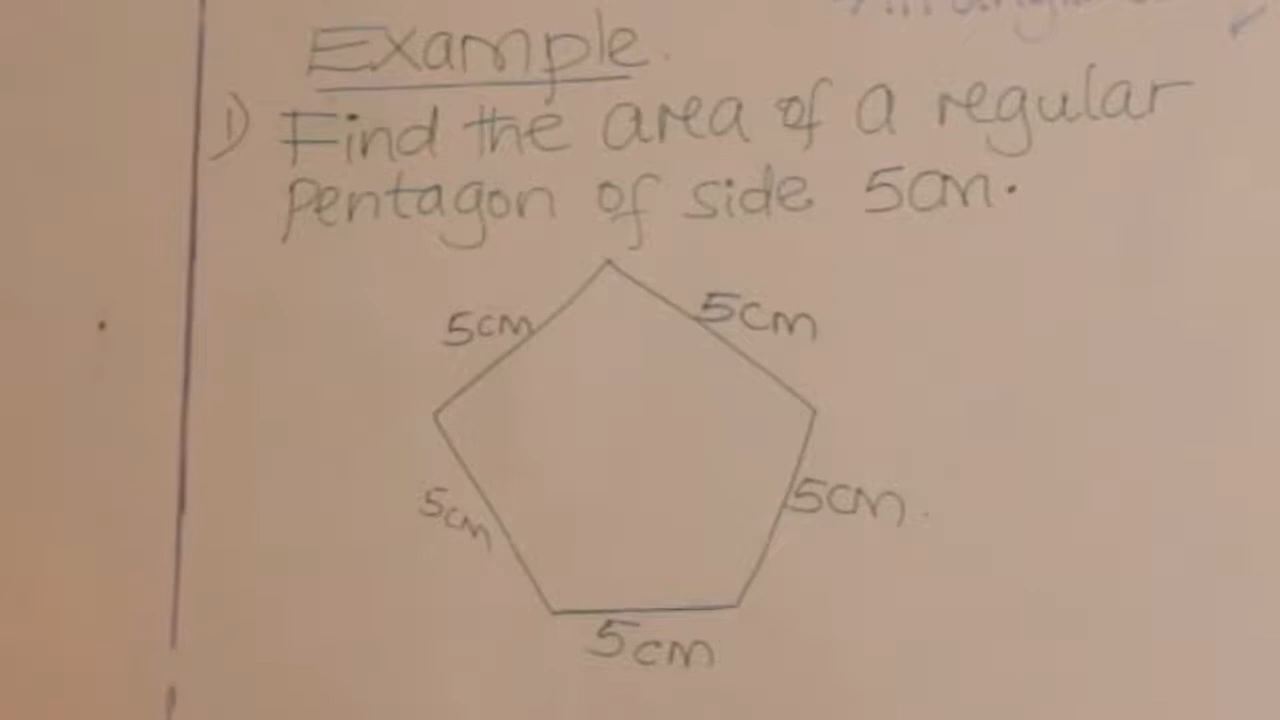 Example.
1) Find the area of a regular
pentagon of side 5cm.
5cm
5cm
5cm
5cm.
5cm